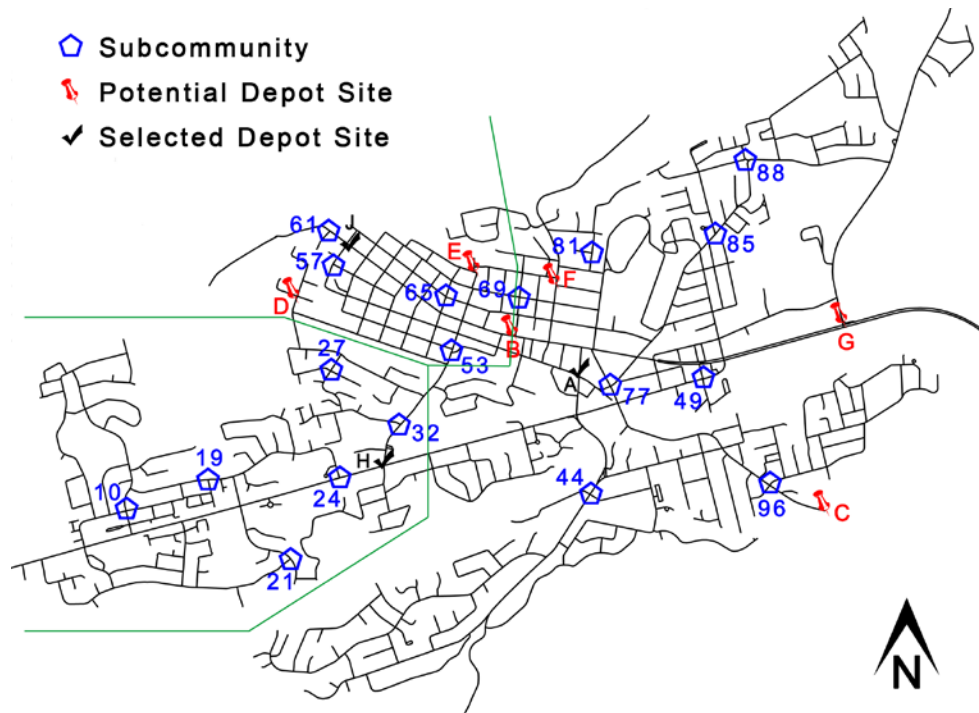 Subcommunity
Potential Depot Site
Selected Depot Site
88
61
J
85
81
E
57
F
65
69
D
G
B
53
27
A
77
49
32
H
19
24
44
10
96
C
21
N